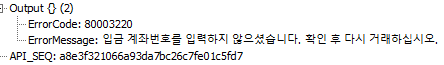 Output {} (2)
ErrorCode: 80003220
ErrorMessage: 입금 계좌번호를 입력하지 않으셨습니다. 확인 후 다시 거래하십시오.
API_SEQ: a8e3f321066a93da7bc26c7fe01c5fd7